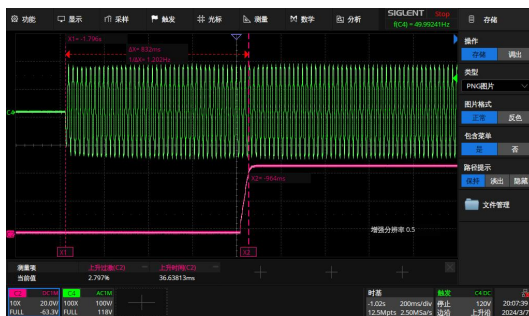 功能 显示 采样 触发 光标 测量 数学 分析 SIGLENT Stop 存储
f(C4) = 49.99241Hz
X1= -1.796s
ΔX= 832ms
1/ΔX= 1.202Hz
X2= -964ms
增强分辨率 0.5
X1 X2
C4
操作
存储 调出
类型
PNG图片
图片格式
正常 反色
包含菜单
是 否
路径提示
保持 淡出 隐藏
文件管理
测量项 上升过激(C2) 上升时间(C2)
当前值 2.797% 36.63813ms
C2 DC1M C4 AC1M 时基 触发 C4 DC
10X 20.0V/ 100X 100V/ -1.02s 200ms/div 停止 120V 20:07:39
FULL -63.3V FULL 118V 12.5Mpts 2.50MSa/s 边沿 上升沿